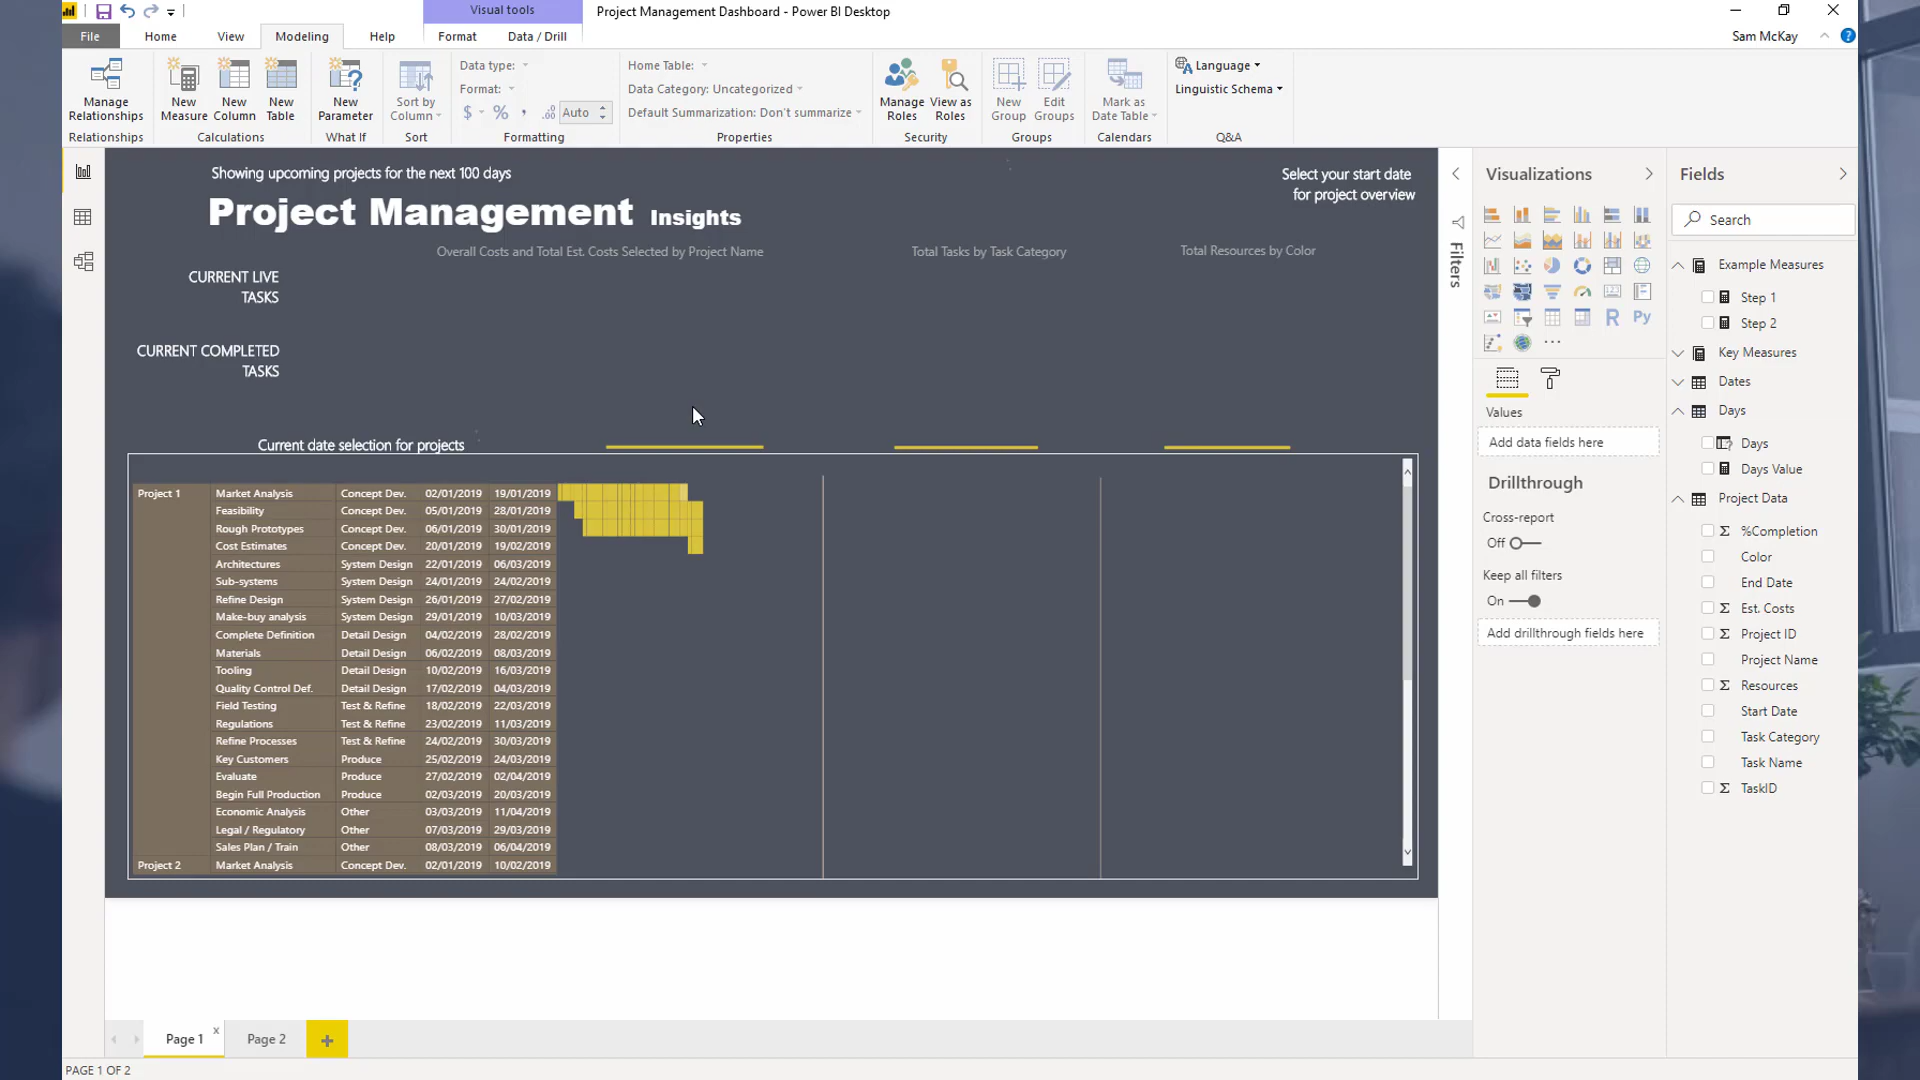 Visual tools
Project Management Dashboard - Power BI Desktop
File Home View Modeling Help Format Data / Drill
Sam McKay
Manage Relationships
Relationships
New Measure
New Column
New Table
Calculations
New Parameter
What If
Sort by Column
Sort
Data type:
Format:
$ % , .00 Auto
Formatting
Home Table:
Data Category: Uncategorized
Default Summarization: Don't summarize
Properties
Manage Roles
View as Roles
Security
New Group
Edit Groups
Groups
Mark as Date Table
Calendars
Language
Linguistic Schema
Q&A
Showing upcoming projects for the next 100 days
Project Management Insights
Select your start date
for project overview
Overall Costs and Total Est. Costs Selected by Project Name
Total Tasks by Task Category
Total Resources by Color
CURRENT LIVE
TASKS
CURRENT COMPLETED
TASKS
Current date selection for projects
Project 1 Market Analysis Concept Dev. 02/01/2019 19/01/2019
Feasibility Concept Dev. 05/01/2019 28/01/2019
Rough Prototypes Concept Dev. 06/01/2019 30/01/2019
Cost Estimates Concept Dev. 20/01/2019 19/02/2019
Architectures System Design 22/01/2019 06/03/2019
Sub-systems System Design 24/01/2019 24/02/2019
Refine Design System Design 26/01/2019 27/02/2019
Make-buy analysis System Design 29/01/2019 10/03/2019
Complete Definition Detail Design 04/02/2019 28/02/2019
Materials Detail Design 06/02/2019 08/03/2019
Tooling Detail Design 10/02/2019 16/03/2019
Quality Control Def. Detail Design 17/02/2019 04/03/2019
Field Testing Test & Refine 18/02/2019 22/03/2019
Regulations Test & Refine 23/02/2019 11/03/2019
Refine Processes Test & Refine 24/02/2019 30/03/2019
Key Customers Produce 25/02/2019 24/03/2019
Evaluate Produce 27/02/2019 02/04/2019
Begin Full Production Produce 02/03/2019 20/03/2019
Economic Analysis Other 03/03/2019 11/04/2019
Legal / Regulatory Other 07/03/2019 29/03/2019
Sales Plan / Train Other 08/03/2019 06/04/2019
Project 2 Market Analysis Concept Dev. 02/01/2019 10/02/2019
Filters
Visualizations
R Py
Values
Add data fields here
Drillthrough
Cross-report
Off
Keep all filters
On
Add drillthrough fields here
Fields
Search
Example Measures
Step 1
Step 2
Key Measures
Dates
Days
Days
Days Value
Project Data
%Completion
Color
End Date
Est. Costs
Project ID
Project Name
Resources
Start Date
Task Category
Task Name
TaskID
Page 1 x
Page 2
+
PAGE 1 OF 2